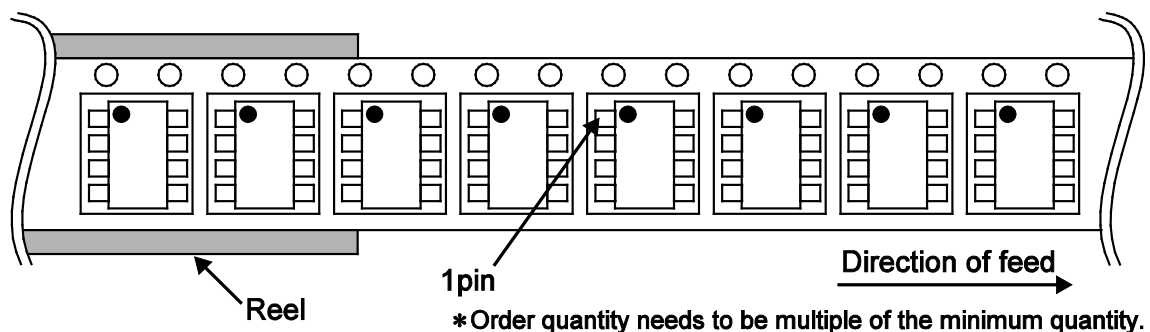 Direction of feed
1pin
Reel
*Order quantity needs to be multiple of the minimum quantity.